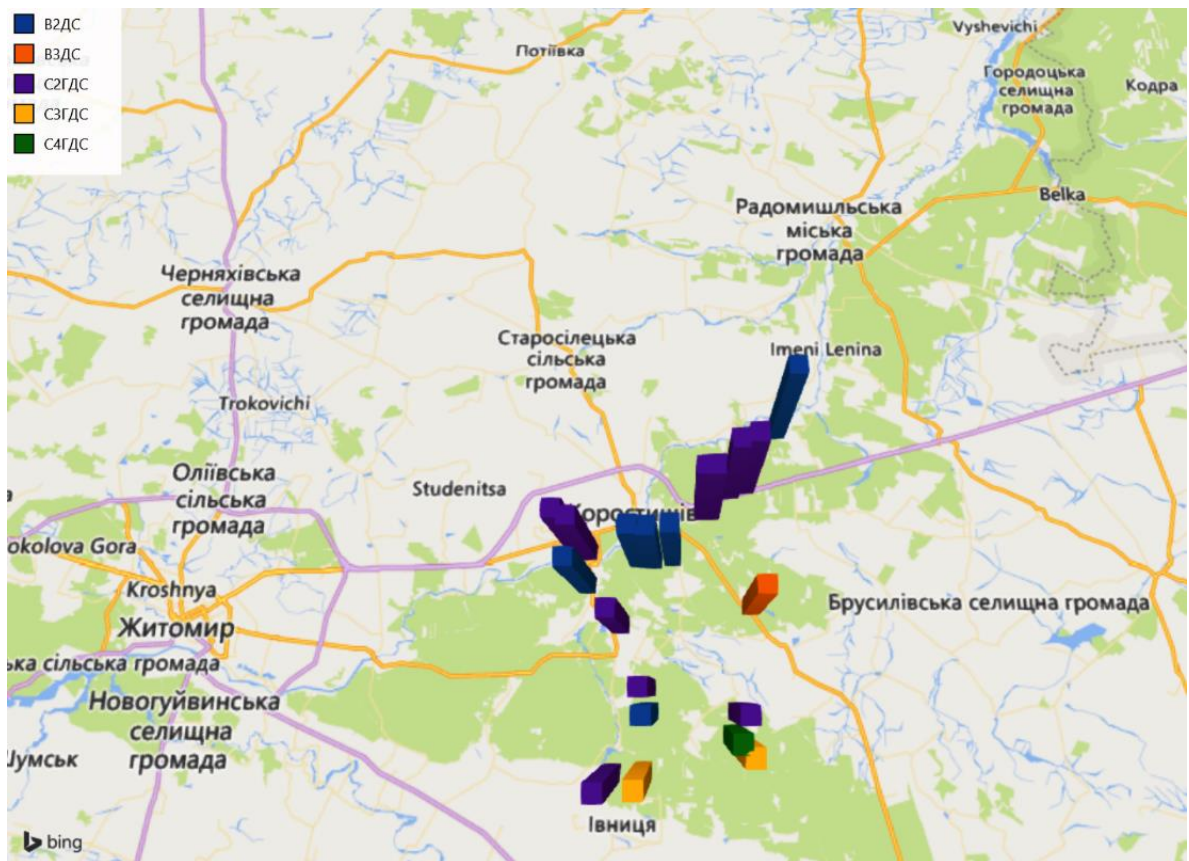 В2ДС
В3ДС
С2ГДС
С3ГДС
С4ГДС
Vyshevichi
Потіївка
Городоцька
селищна
громада
Кодра
Belka
Радомишльська
міська
громада
Черняхівська
селищна
громада
Старосілецька
сільська
громада
Imeni Lenina
Trokovichi
Оліївська
сільська
громада
Studenitsa
Коростишів
okolova Gora
Kroshnya
Житомир
Брусилівська селищна громада
ька сільська громада
Новогуйвинська
селищна
громада
Шумськ
Івниця
bing